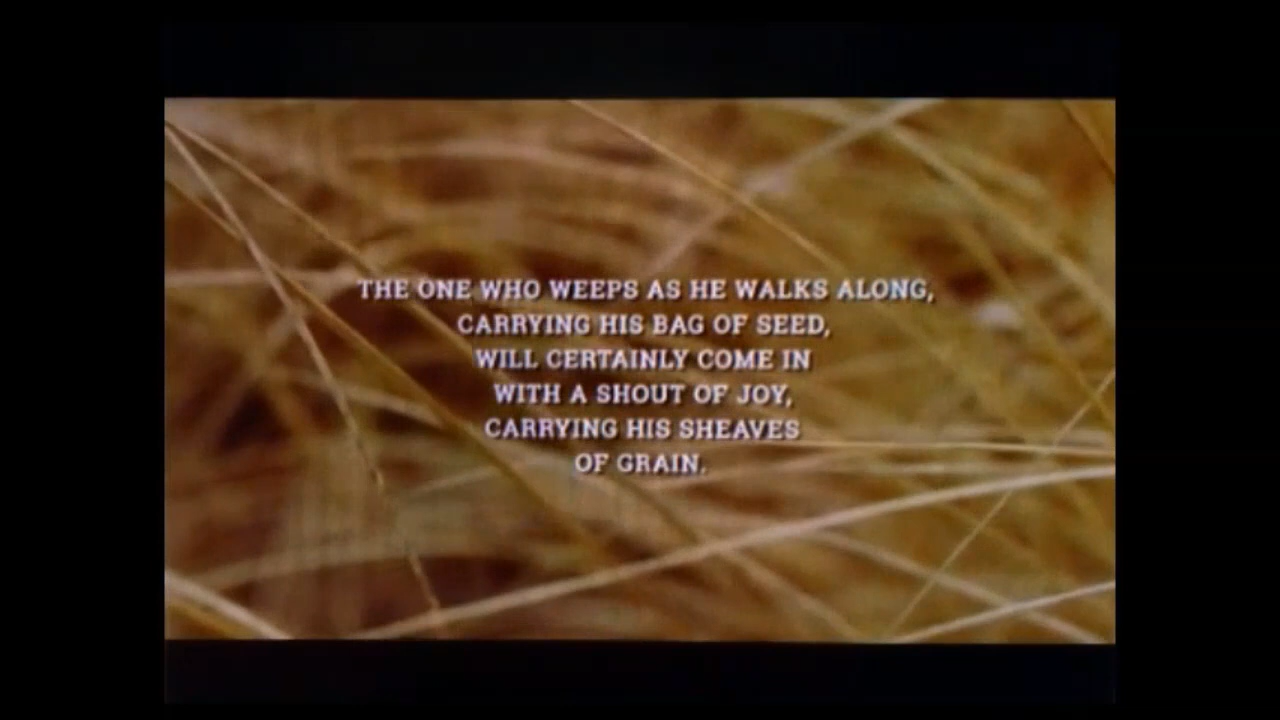 THE ONE WHO WEEPS AS HE WALKS ALONG,
CARRYING HIS BAG OF SEED,
WILL CERTAINLY COME IN
WITH A SHOUT OF JOY,
CARRYING HIS SHEAVES
OF GRAIN.